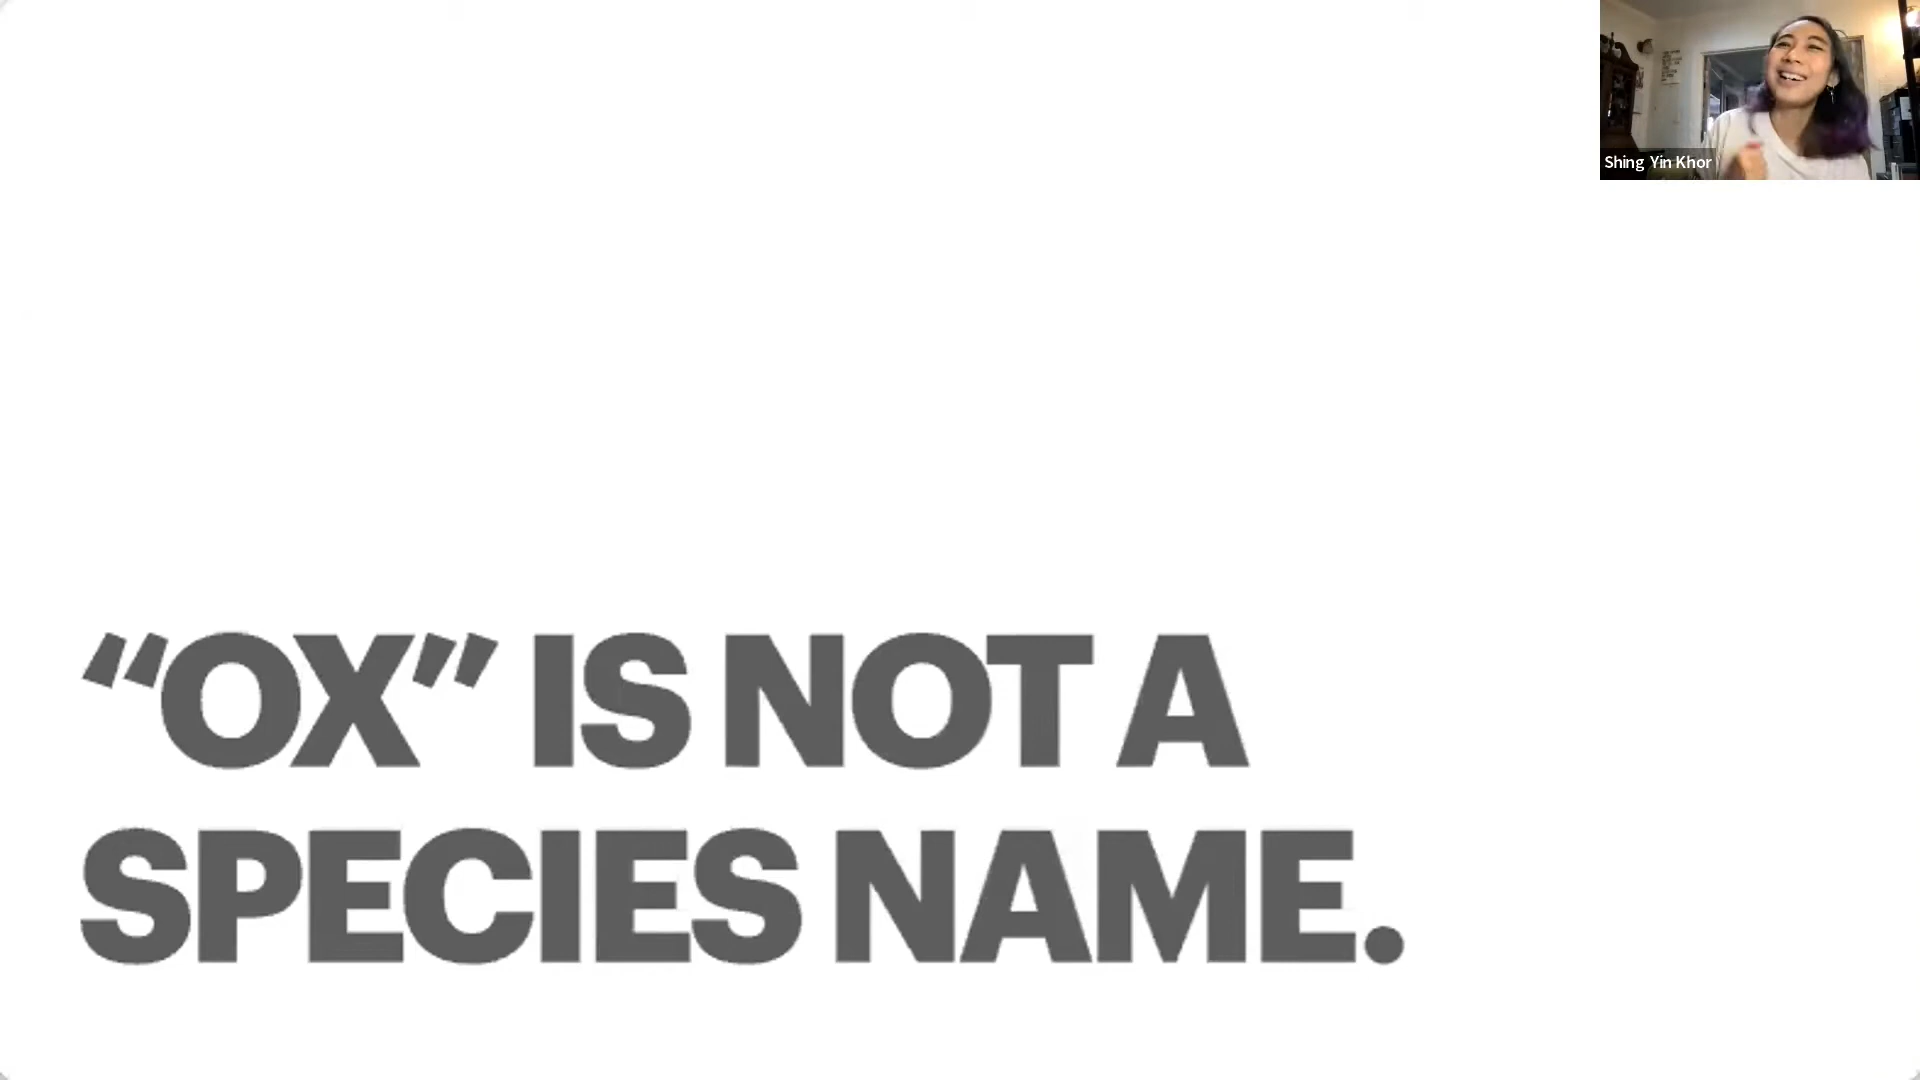 Shing Yin Khor
“OX” IS NOT A
SPECIES NAME.